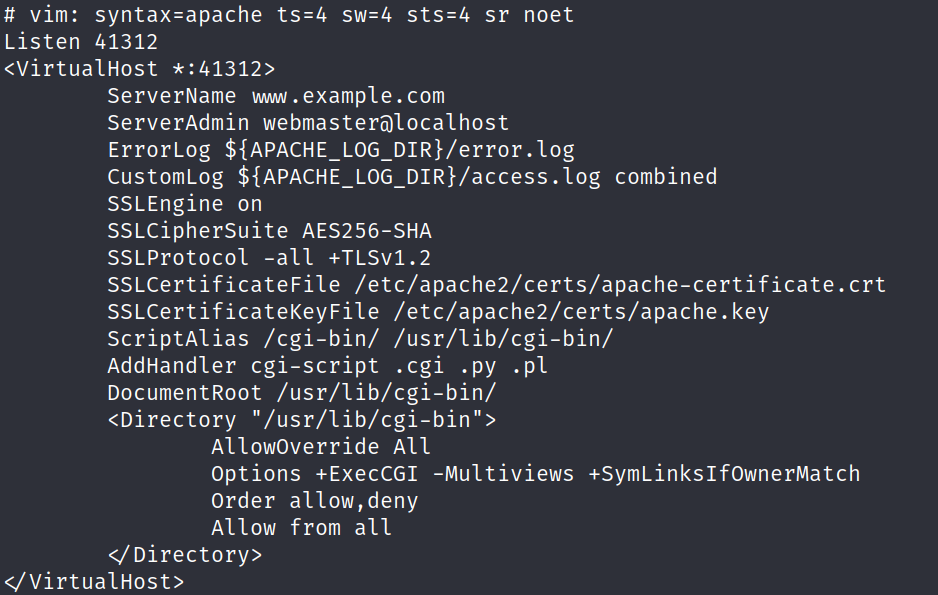 # vim: syntax=apache ts=4 sw=4 sts=4 sr noet
Listen 41312
<VirtualHost *:41312>
        ServerName www.example.com
        ServerAdmin webmaster@localhost
        ErrorLog ${APACHE_LOG_DIR}/error.log
        CustomLog ${APACHE_LOG_DIR}/access.log combined
        SSLEngine on
        SSLCipherSuite AES256-SHA
        SSLProtocol -all +TLSv1.2
        SSLCertificateFile /etc/apache2/certs/apache-certificate.crt
        SSLCertificateKeyFile /etc/apache2/certs/apache.key
        ScriptAlias /cgi-bin/ /usr/lib/cgi-bin/
        AddHandler cgi-script .cgi .py .pl
        DocumentRoot /usr/lib/cgi-bin/
        <Directory "/usr/lib/cgi-bin">
                AllowOverride All
                Options +ExecCGI -Multiviews +SymLinksIfOwnerMatch
                Order allow,deny
                Allow from all
        </Directory>
</VirtualHost>